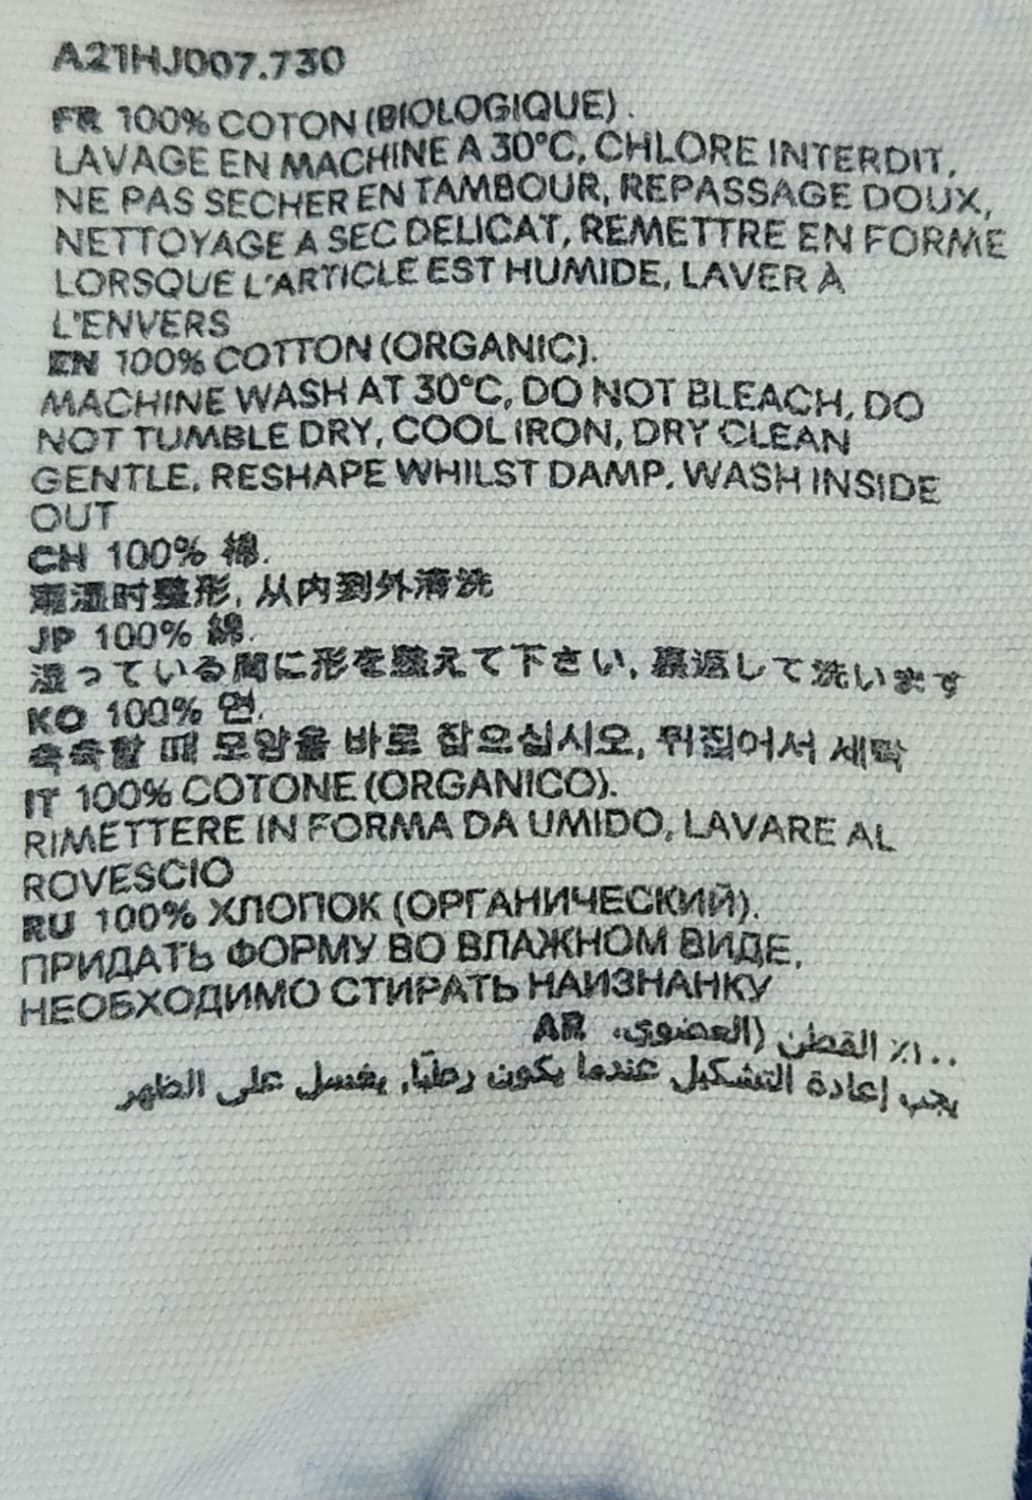 A21HJ007.730
FR 100% COTON (BIOLOGIQUE).
LAVAGE EN MACHINE A 30°C, CHLORE INTERDIT,
NE PAS SECHER EN TAMBOUR, REPASSAGE DOUX,
NETTOYAGE A SEC DELICAT, REMETTRE EN FORME
LORSQUE L'ARTICLE EST HUMIDE, LAVER À
L'ENVERS
EN 100% COTTON (ORGANIC).
MACHINE WASH AT 30°C, DO NOT BLEACH, DO
NOT TUMBLE DRY, COOL IRON, DRY CLEAN
GENTLE, RESHAPE WHILST DAMP, WASH INSIDE
OUT
CH 100% 棉.
潮湿时整形, 从内到外清洗
JP 100% 綿.
湿っている間に形を整えて下さい, 裏返して洗います
KO 100% 면.
축축할 때 모양을 바로 잡으십시오, 뒤집어서 세탁
IT 100% COTONE (ORGANICO).
RIMETTERE IN FORMA DA UMIDO, LAVARE AL
ROVESCIO
RU 100% ХЛОПОК (ОРГАНИЧЕСКИЙ).
ПРИДАТЬ ФОРМУ ВО ВЛАЖНОМ ВИДЕ,
НЕОБХОДИМО СТИРАТЬ НАИЗНАНКУ
١٠٠٪ القطن (العضوي. AR
يجب إعادة التشكيل عندما يكون رطبًا, يغسل على الظهر